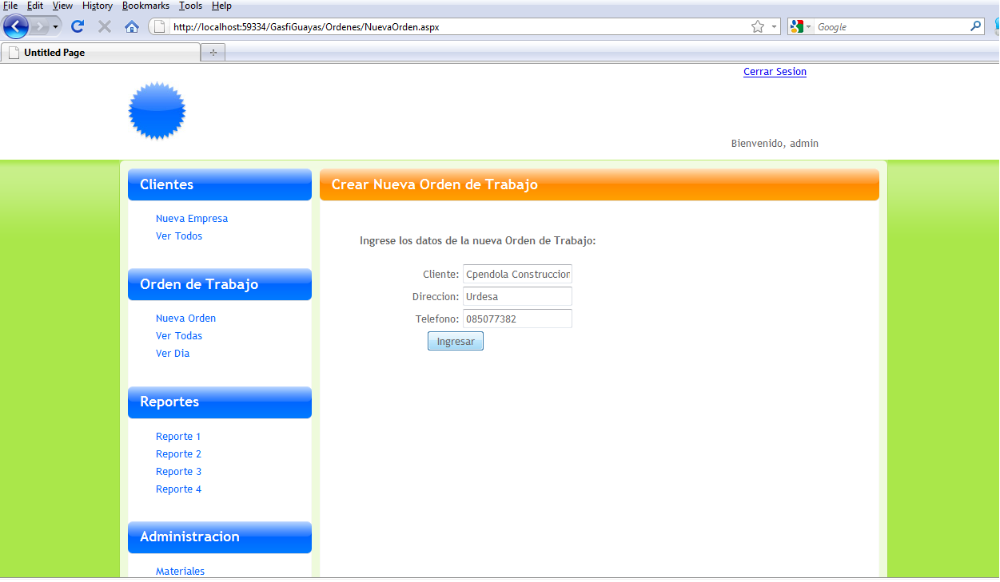 File Edit View History Bookmarks Tools Help
http://localhost:59334/GasfiGuayas/Ordenes/NuevaOrden.aspx
Google
Untitled Page
Cerrar Sesion
Bienvenido, admin
Clientes
Nueva Empresa
Ver Todos
Orden de Trabajo
Nueva Orden
Ver Todas
Ver Dia
Reportes
Reporte 1
Reporte 2
Reporte 3
Reporte 4
Administracion
Materiales
Crear Nueva Orden de Trabajo
Ingrese los datos de la nueva Orden de Trabajo:
Cliente: Cpendola Construccion
Direccion: Urdesa
Telefono: 085077382
Ingresar